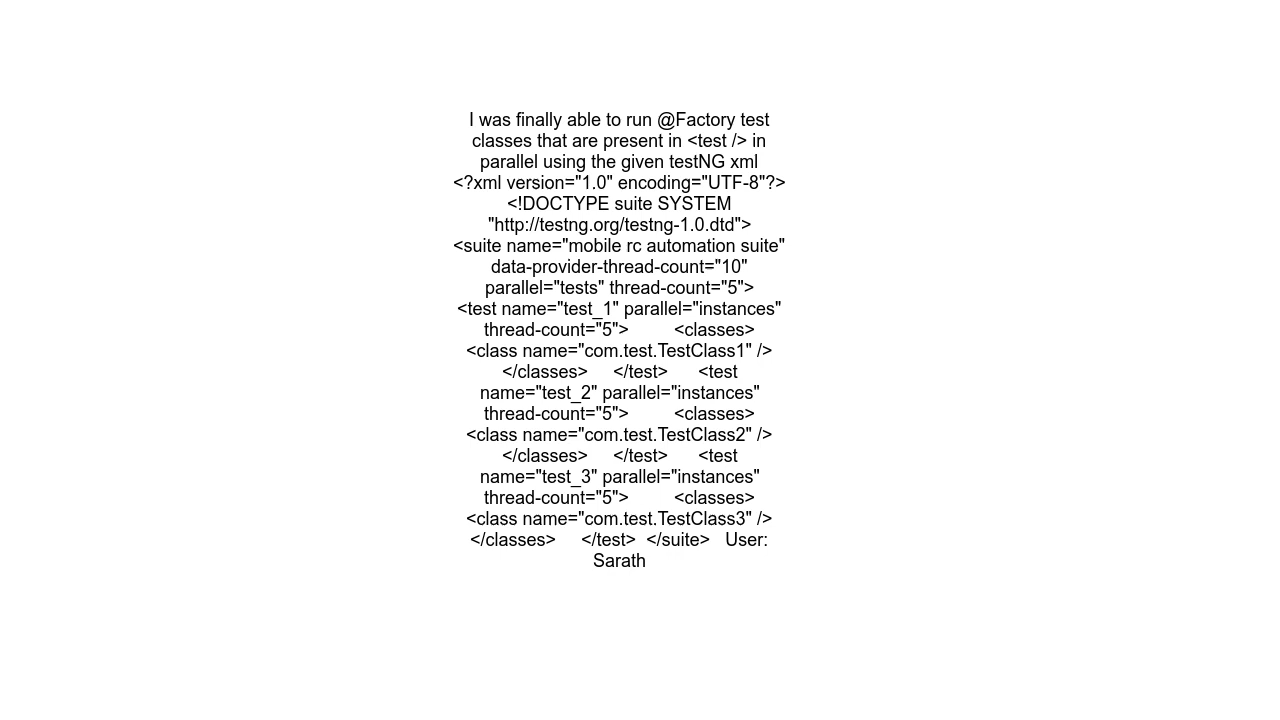 I was finally able to run @Factory test
classes that are present in <test /> in
parallel using the given testNG xml
<?xml version="1.0" encoding="UTF-8"?>
<!DOCTYPE suite SYSTEM
"http://testng.org/testng-1.0.dtd">
<suite name="mobile rc automation suite"
data-provider-thread-count="10"
parallel="tests" thread-count="5">
<test name="test_1" parallel="instances"
thread-count="5">         <classes>
<class name="com.test.TestClass1" />
</classes>     </test>      <test
name="test_2" parallel="instances"
thread-count="5">         <classes>
<class name="com.test.TestClass2" />
</classes>     </test>      <test
name="test_3" parallel="instances"
thread-count="5">         <classes>
<class name="com.test.TestClass3" />
</classes>     </test>  </suite>   User:
Sarath